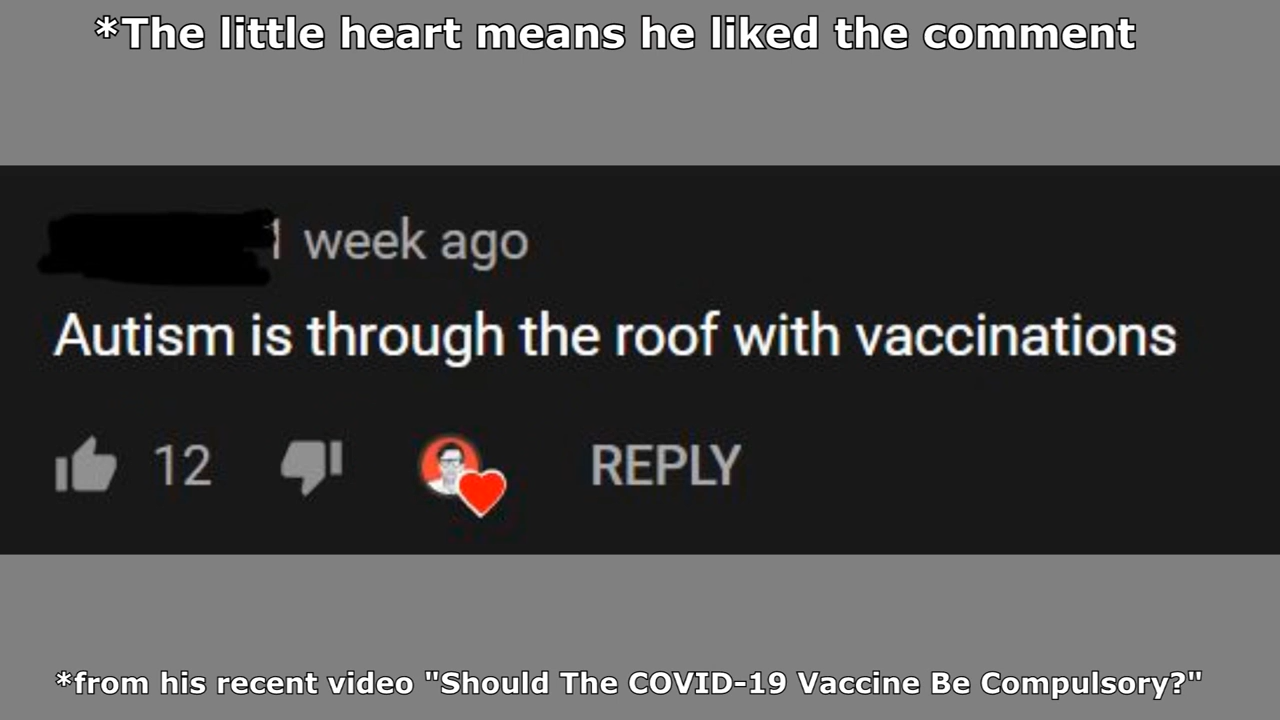 *The little heart means he liked the comment
1 week ago
Autism is through the roof with vaccinations
12 REPLY
*from his recent video "Should The COVID-19 Vaccine Be Compulsory?"